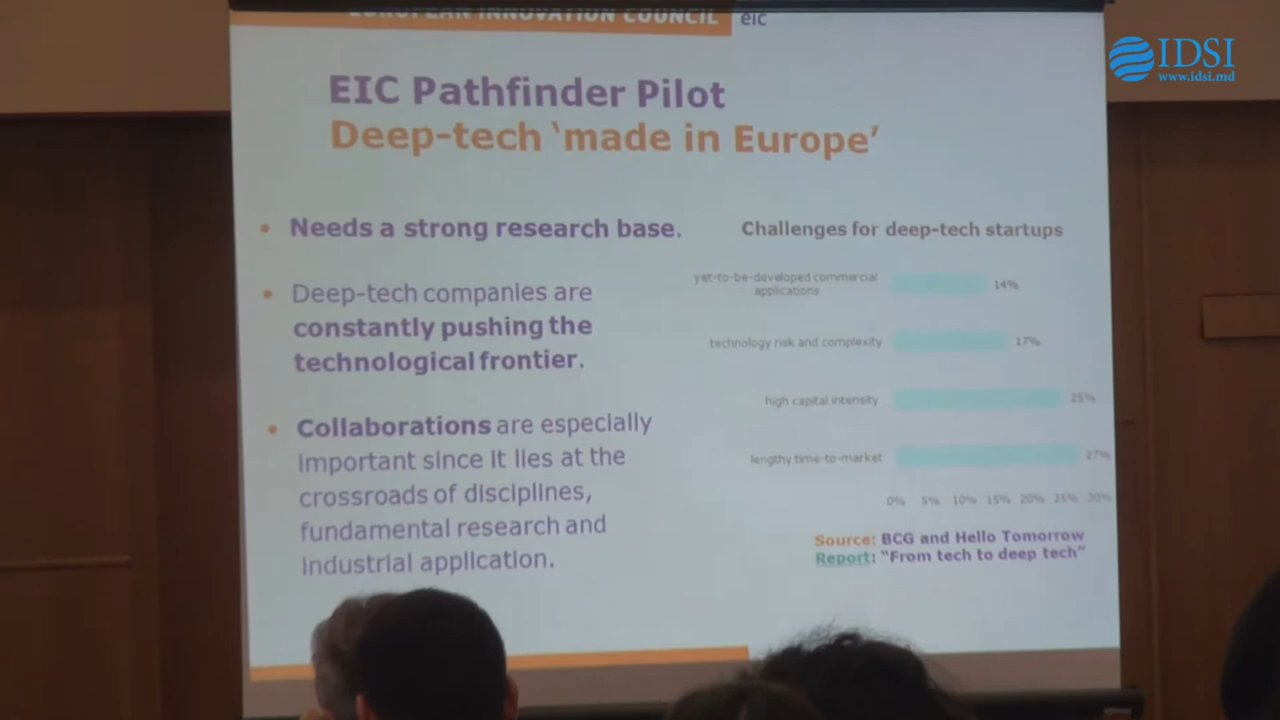 EUROPEAN INNOVATION COUNCIL
eic
IDSI
www.idsi.md
EIC Pathfinder Pilot
Deep-tech ‘made in Europe’
• Needs a strong research base.
• Deep-tech companies are
constantly pushing the
technological frontier.
• Collaborations are especially
important since it lies at the
crossroads of disciplines,
fundamental research and
industrial application.
Challenges for deep-tech startups
yet-to-be-developed commercial
applications
14%
technology risk and complexity
17%
high capital intensity
25%
lengthy time-to-market
27%
0% 5% 10% 15% 20% 25% 30%
Source: BCG and Hello Tomorrow
Report: “From tech to deep tech”